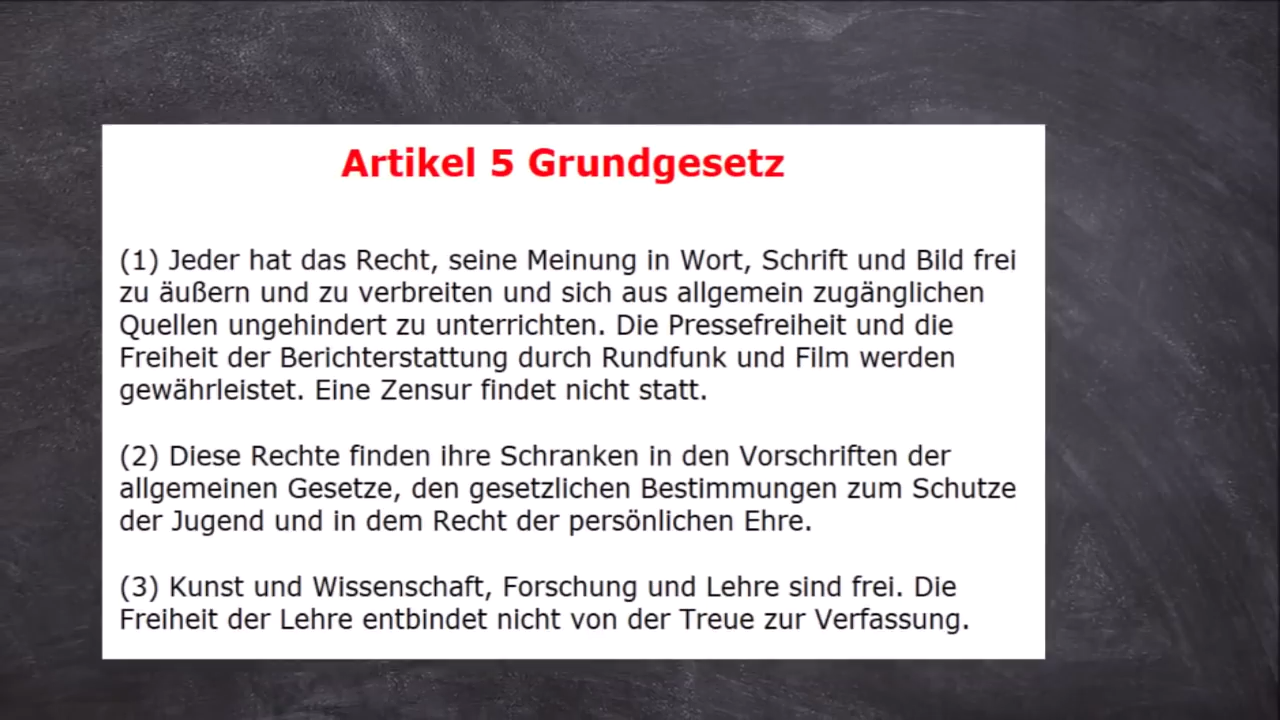 Artikel 5 Grundgesetz
(1) Jeder hat das Recht, seine Meinung in Wort, Schrift und Bild frei
zu äußern und zu verbreiten und sich aus allgemein zugänglichen
Quellen ungehindert zu unterrichten. Die Pressefreiheit und die
Freiheit der Berichterstattung durch Rundfunk und Film werden
gewährleistet. Eine Zensur findet nicht statt.
(2) Diese Rechte finden ihre Schranken in den Vorschriften der
allgemeinen Gesetze, den gesetzlichen Bestimmungen zum Schutze
der Jugend und in dem Recht der persönlichen Ehre.
(3) Kunst und Wissenschaft, Forschung und Lehre sind frei. Die
Freiheit der Lehre entbindet nicht von der Treue zur Verfassung.